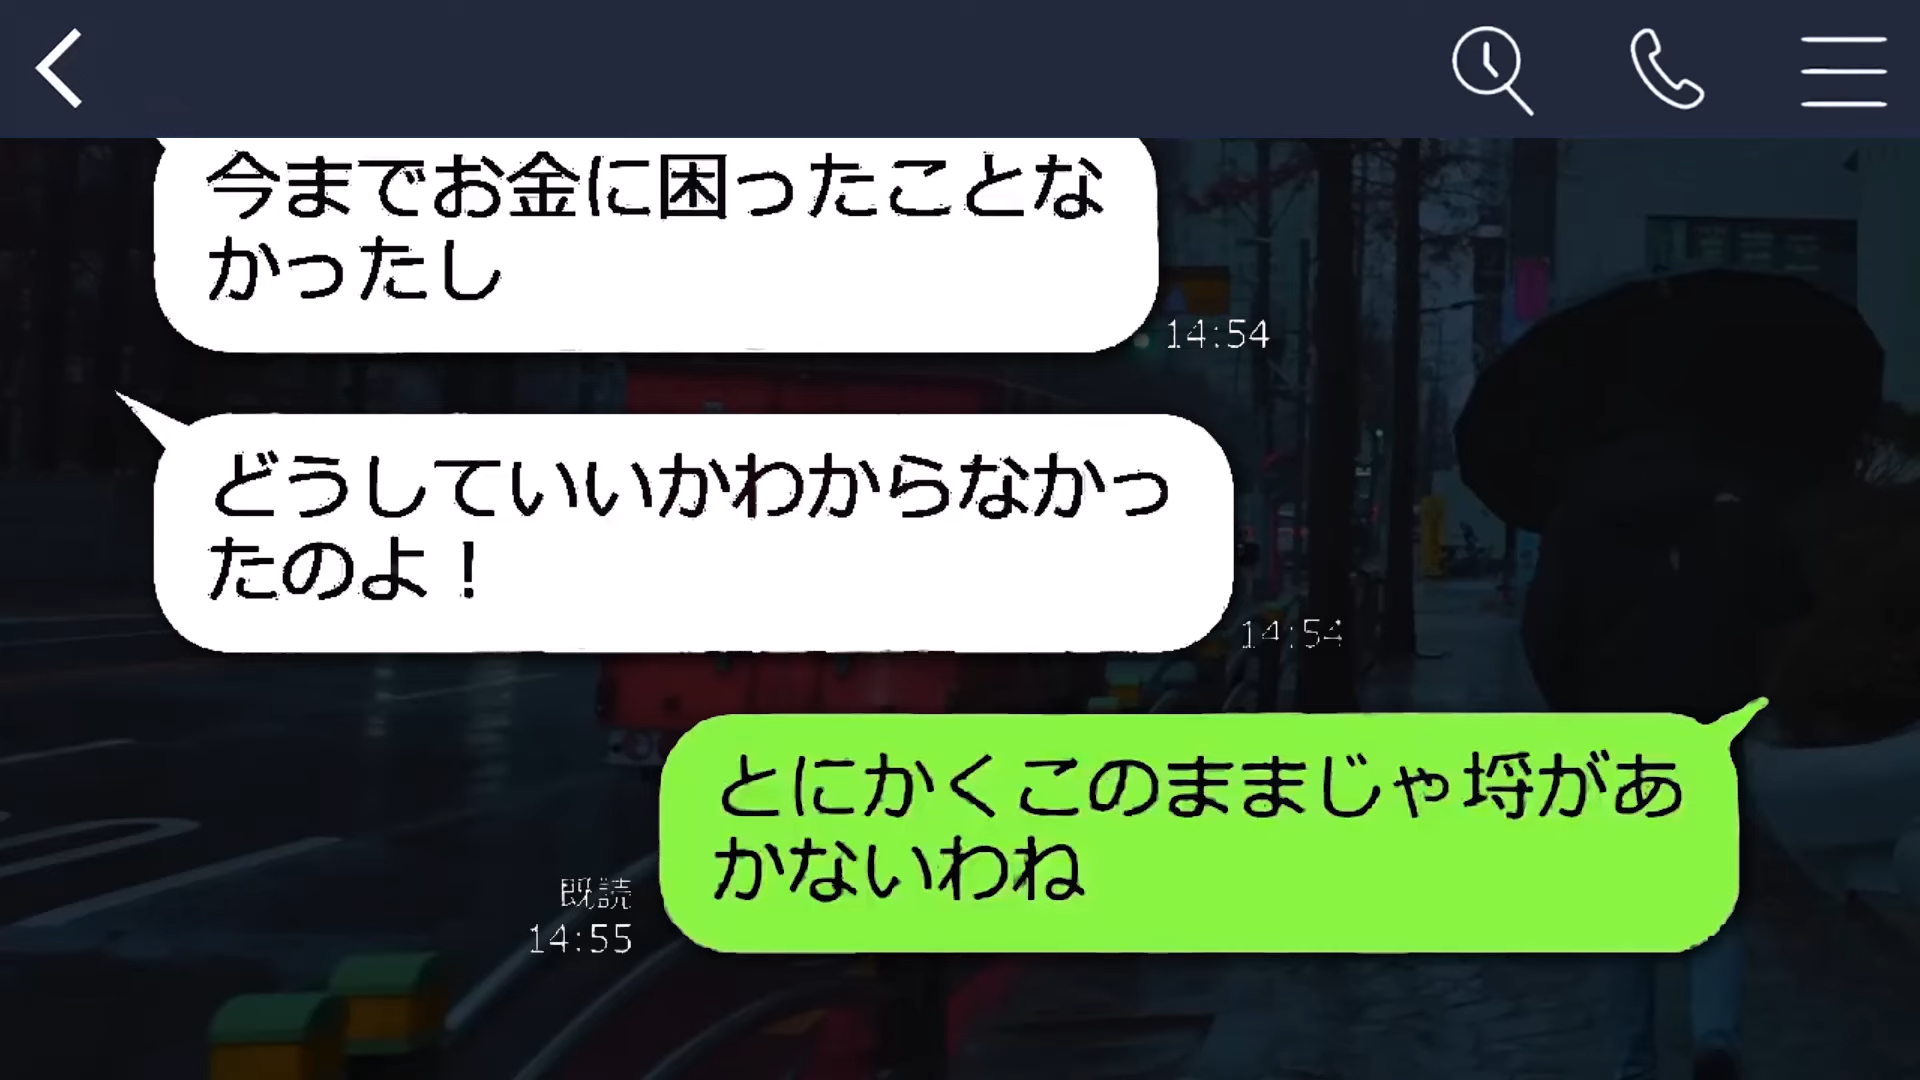 今までお金に困ったことな
かったし
14:54
どうしていいかわからなかっ
たのよ！
14:54
とにかくこのままじゃ埒があ
かないわね
既読
14:55